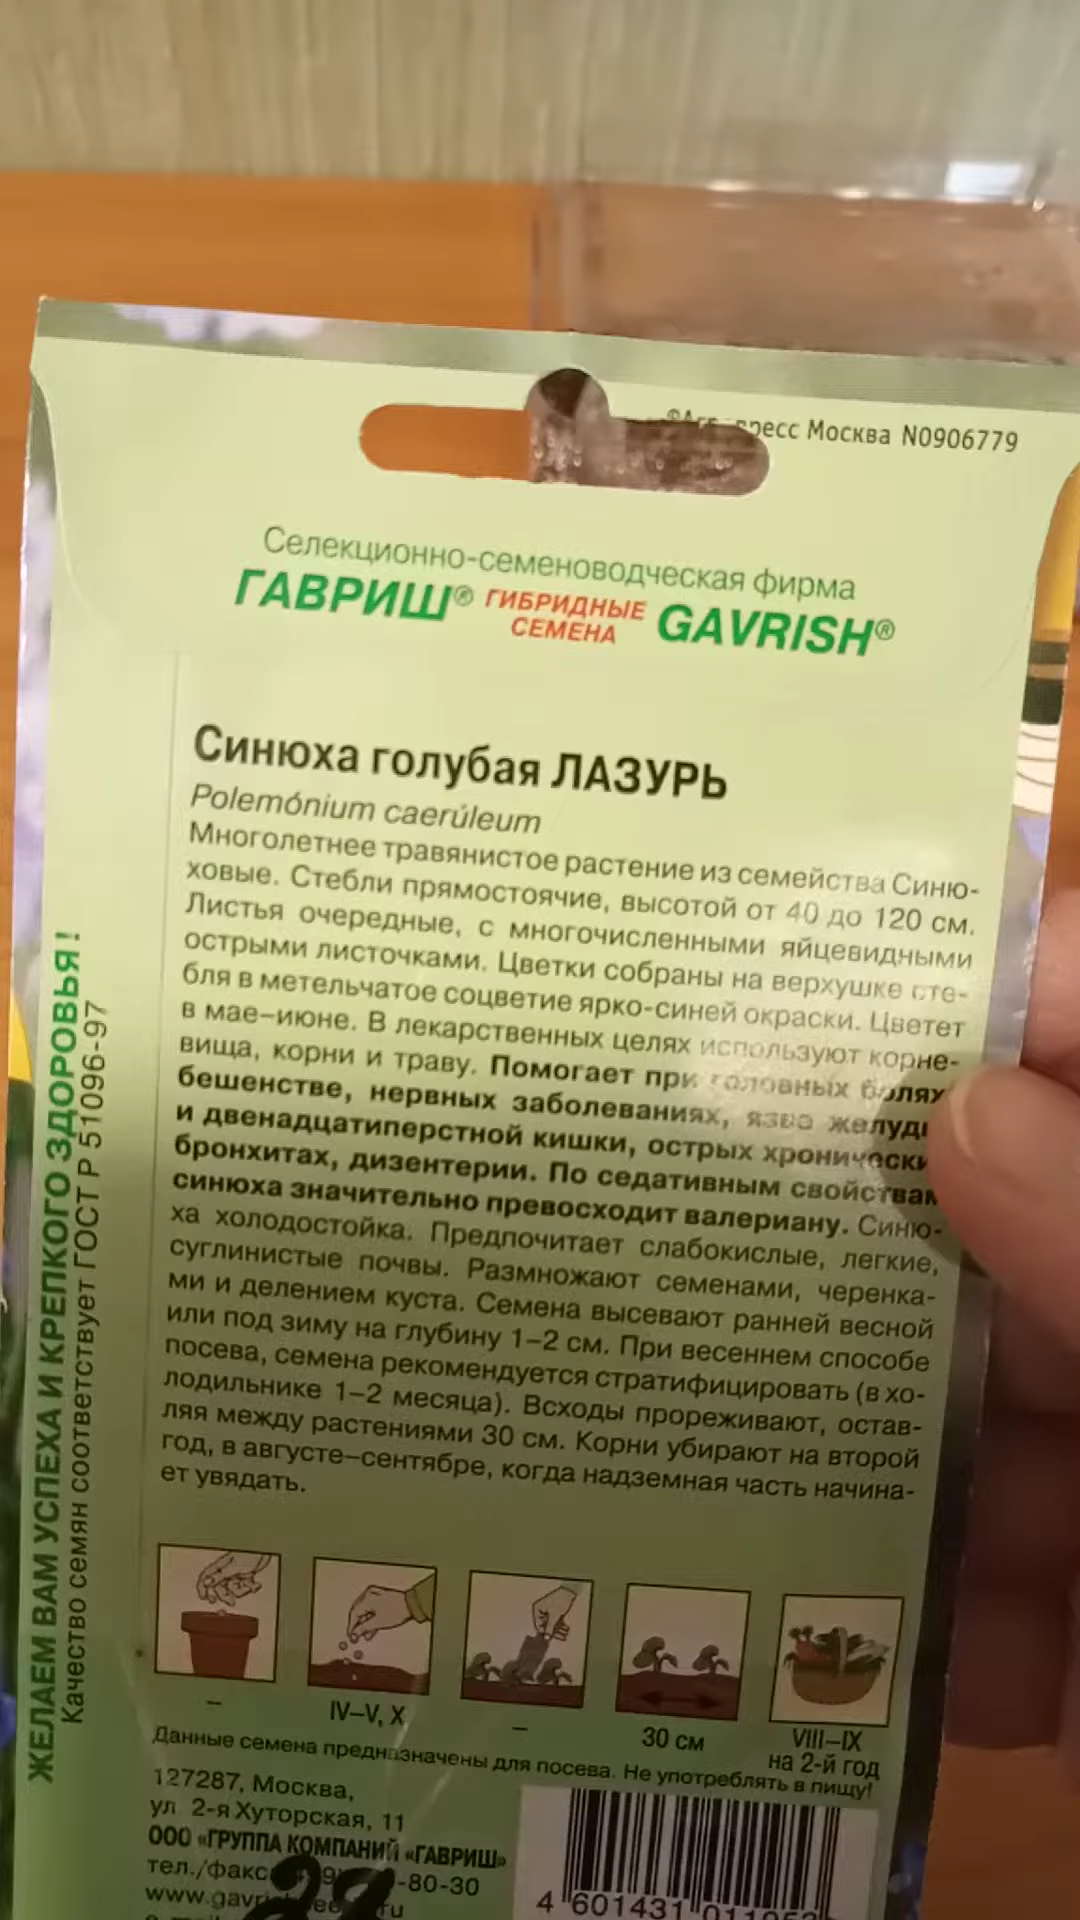 пресс Москва N0906779
Селекционно-семеноводческая фирма
ГАВРИШ® ГИБРИДНЫЕ СЕМЕНА GAVRISH®
Синюха голубая ЛАЗУРЬ
Polemónium caerúleum
Многолетнее травянистое растение из семейства Синю-
ховые. Стебли прямостоячие, высотой от 40 до 120 см.
Листья очередные, с многочисленными яйцевидными
острыми листочками. Цветки собраны на верхушке сте-
бля в метельчатое соцветие ярко-синей окраски. Цветет
в мае–июне. В лекарственных целях используют корне-
вища, корни и траву. Помогает при головных болях
бешенстве, нервных заболеваниях, язве желуд
и двенадцатиперстной кишки, острых хронически
бронхитах, дизентерии. По седативным свойствам
синюха значительно превосходит валериану. Синю-
ха холодостойка. Предпочитает слабокислые, легкие,
суглинистые почвы. Размножают семенами, черенка-
ми и делением куста. Семена высевают ранней весной
или под зиму на глубину 1–2 см. При весеннем способе
посева, семена рекомендуется стратифицировать (в хо-
лодильнике 1–2 месяца). Всходы прореживают, остав-
ляя между растениями 30 см. Корни убирают на второй
год, в августе–сентябре, когда надземная часть начина-
ет увядать.
– IV–V, X – 30 см VIII–IX
на 2-й год
Данные семена предназначены для посева. Не употреблять в пищу!
127287, Москва,
ул 2-я Хуторская, 11
ООО «ГРУППА КОМПАНИЙ «ГАВРИШ»
тел./факс -80-30
4 601431
ЖЕЛАЕМ ВАМ УСПЕХА И КРЕПКОГО ЗДОРОВЬЯ!
Качество семян соответствует ГОСТ Р 51096-97